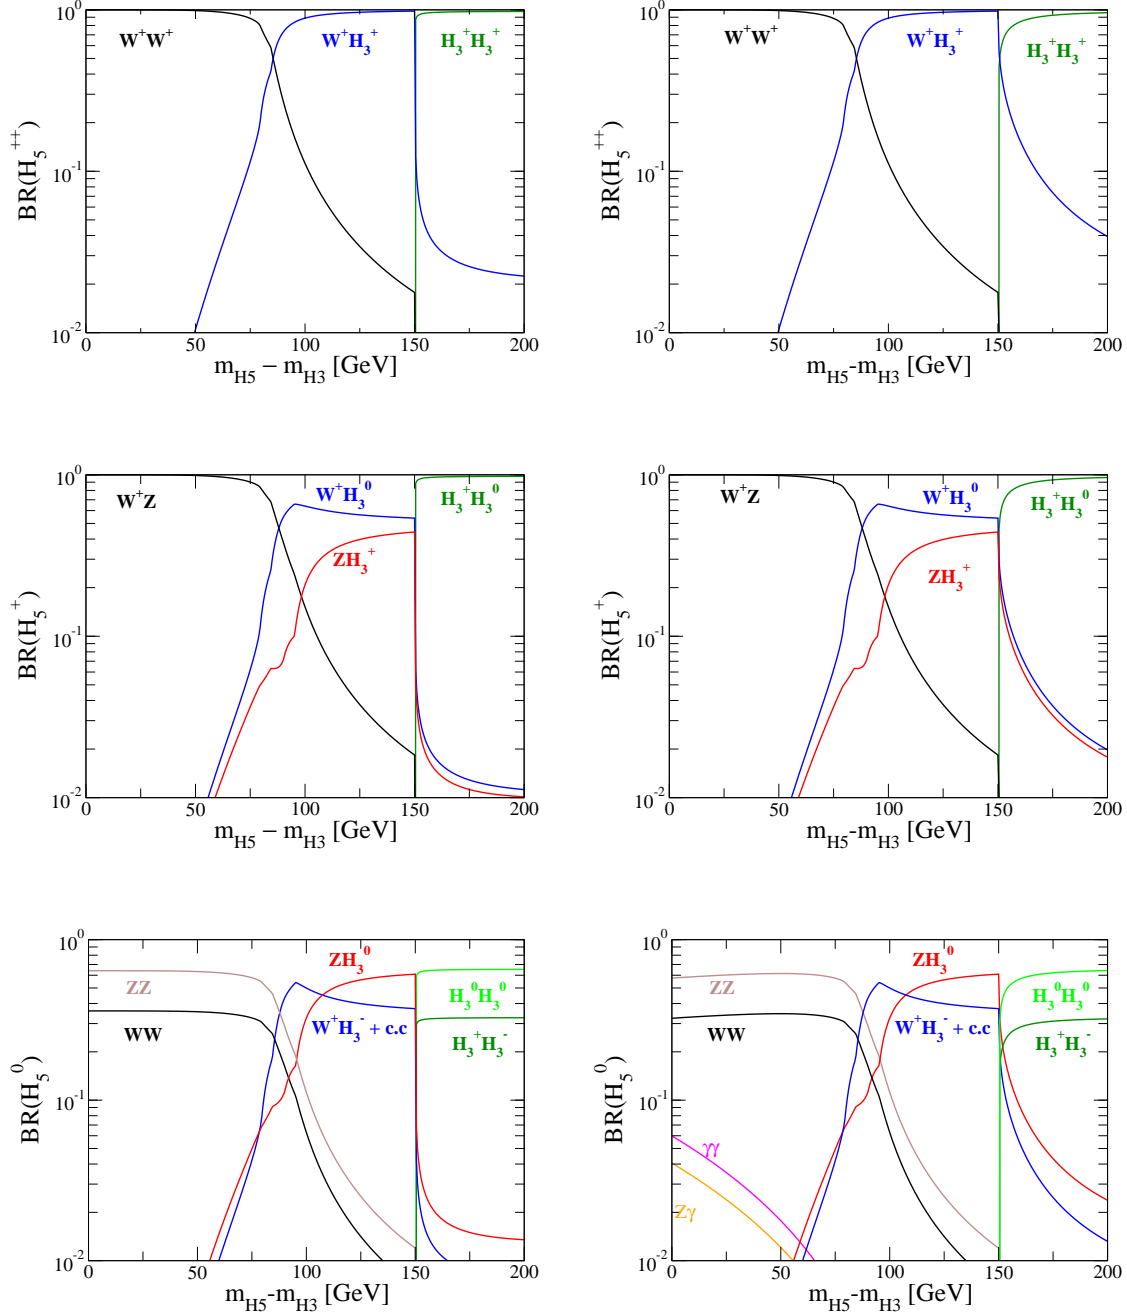 10^0 W^+W^+ W^+H_3^+ H_3^+H_3^+
10^-1
10^-2
BR(H_5^++)
0 50 100 150 200
m_H5 – m_H3 [GeV]
10^0 W^+W^+ W^+H_3^+ H_3^+H_3^+
10^-1
10^-2
BR(H_5^++)
0 50 100 150 200
m_H5-m_H3 [GeV]
10^0 W^+Z W^+H_3^0 H_3^+H_3^0
ZH_3^+
10^-1
10^-2
BR(H_5^+)
0 50 100 150 200
m_H5 – m_H3 [GeV]
10^0 W^+Z W^+H_3^0 H_3^+H_3^0
ZH_3^+
10^-1
10^-2
BR(H_5^+)
0 50 100 150 200
m_H5-m_H3 [GeV]
10^0 ZH_3^0
ZZ H_3^0H_3^0
WW W^+H_3^- + c.c H_3^+H_3^-
10^-1
10^-2
BR(H_5^0)
0 50 100 150 200
m_H5-m_H3 [GeV]
10^0 ZH_3^0
ZZ H_3^0H_3^0
WW W^+H_3^- + c.c H_3^+H_3^-
10^-1
γγ
Zγ
10^-2
BR(H_5^0)
0 50 100 150 200
m_H5-m_H3 [GeV]